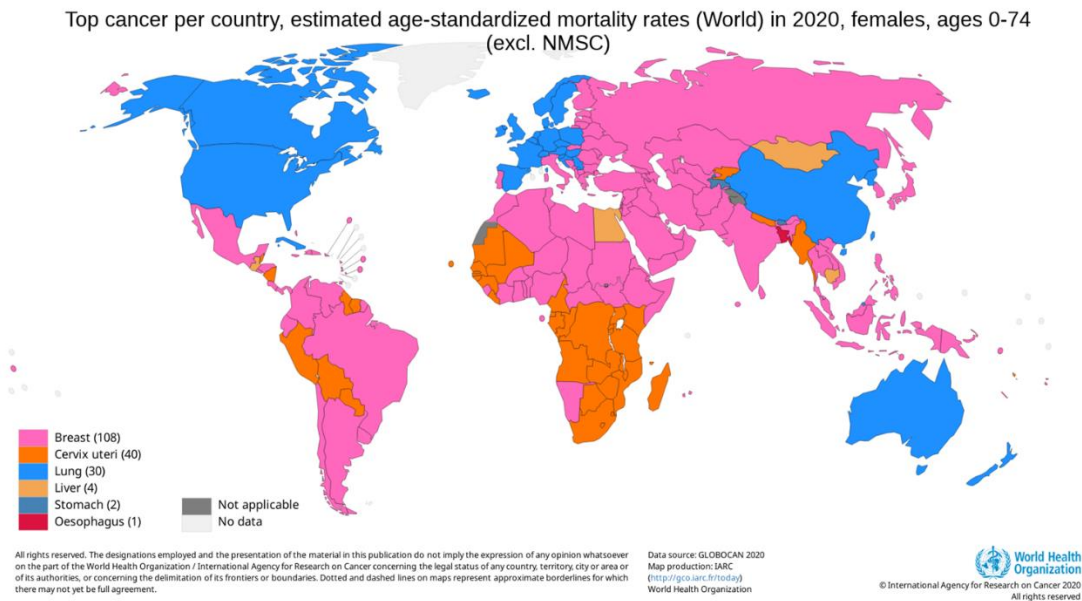 Top cancer per country, estimated age-standardized mortality rates (World) in 2020, females, ages 0-74
(excl. NMSC)
Breast (108)
Cervix uteri (40)
Lung (30)
Liver (4)
Stomach (2)
Oesophagus (1)
Not applicable
No data
All rights reserved. The designations employed and the presentation of the material in this publication do not imply the expression of any opinion whatsoever
on the part of the World Health Organization / International Agency for Research on Cancer concerning the legal status of any country, territory, city or area or
of its authorities, or concerning the delimitation of its frontiers or boundaries. Dotted and dashed lines on maps represent approximate borderlines for which
there may not yet be full agreement.
Data source: GLOBOCAN 2020
Map production: IARC
(http://gco.iarc.fr/today)
World Health Organization
World Health
Organization
© International Agency for Research on Cancer 2020
All rights reserved